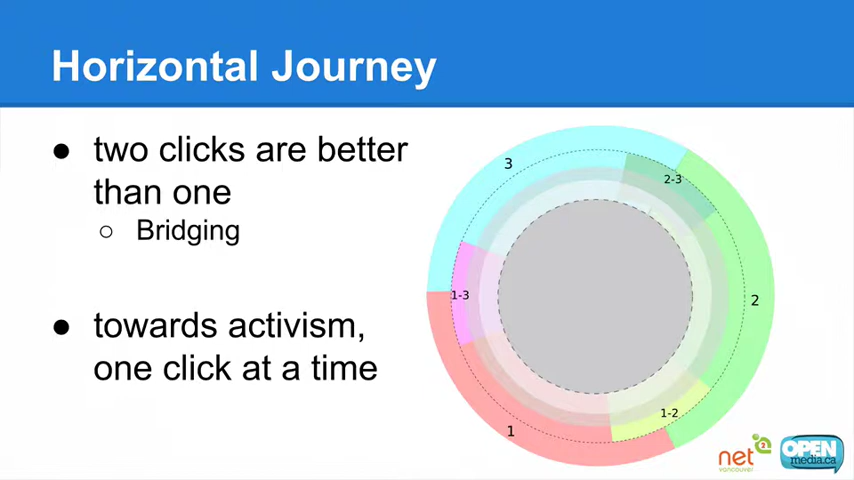 Horizontal Journey
● two clicks are better
than one
○ Bridging
● towards activism,
one click at a time
3
2-3
1-3
2
1-2
1
net2
vancouver
OPEN
media.ca